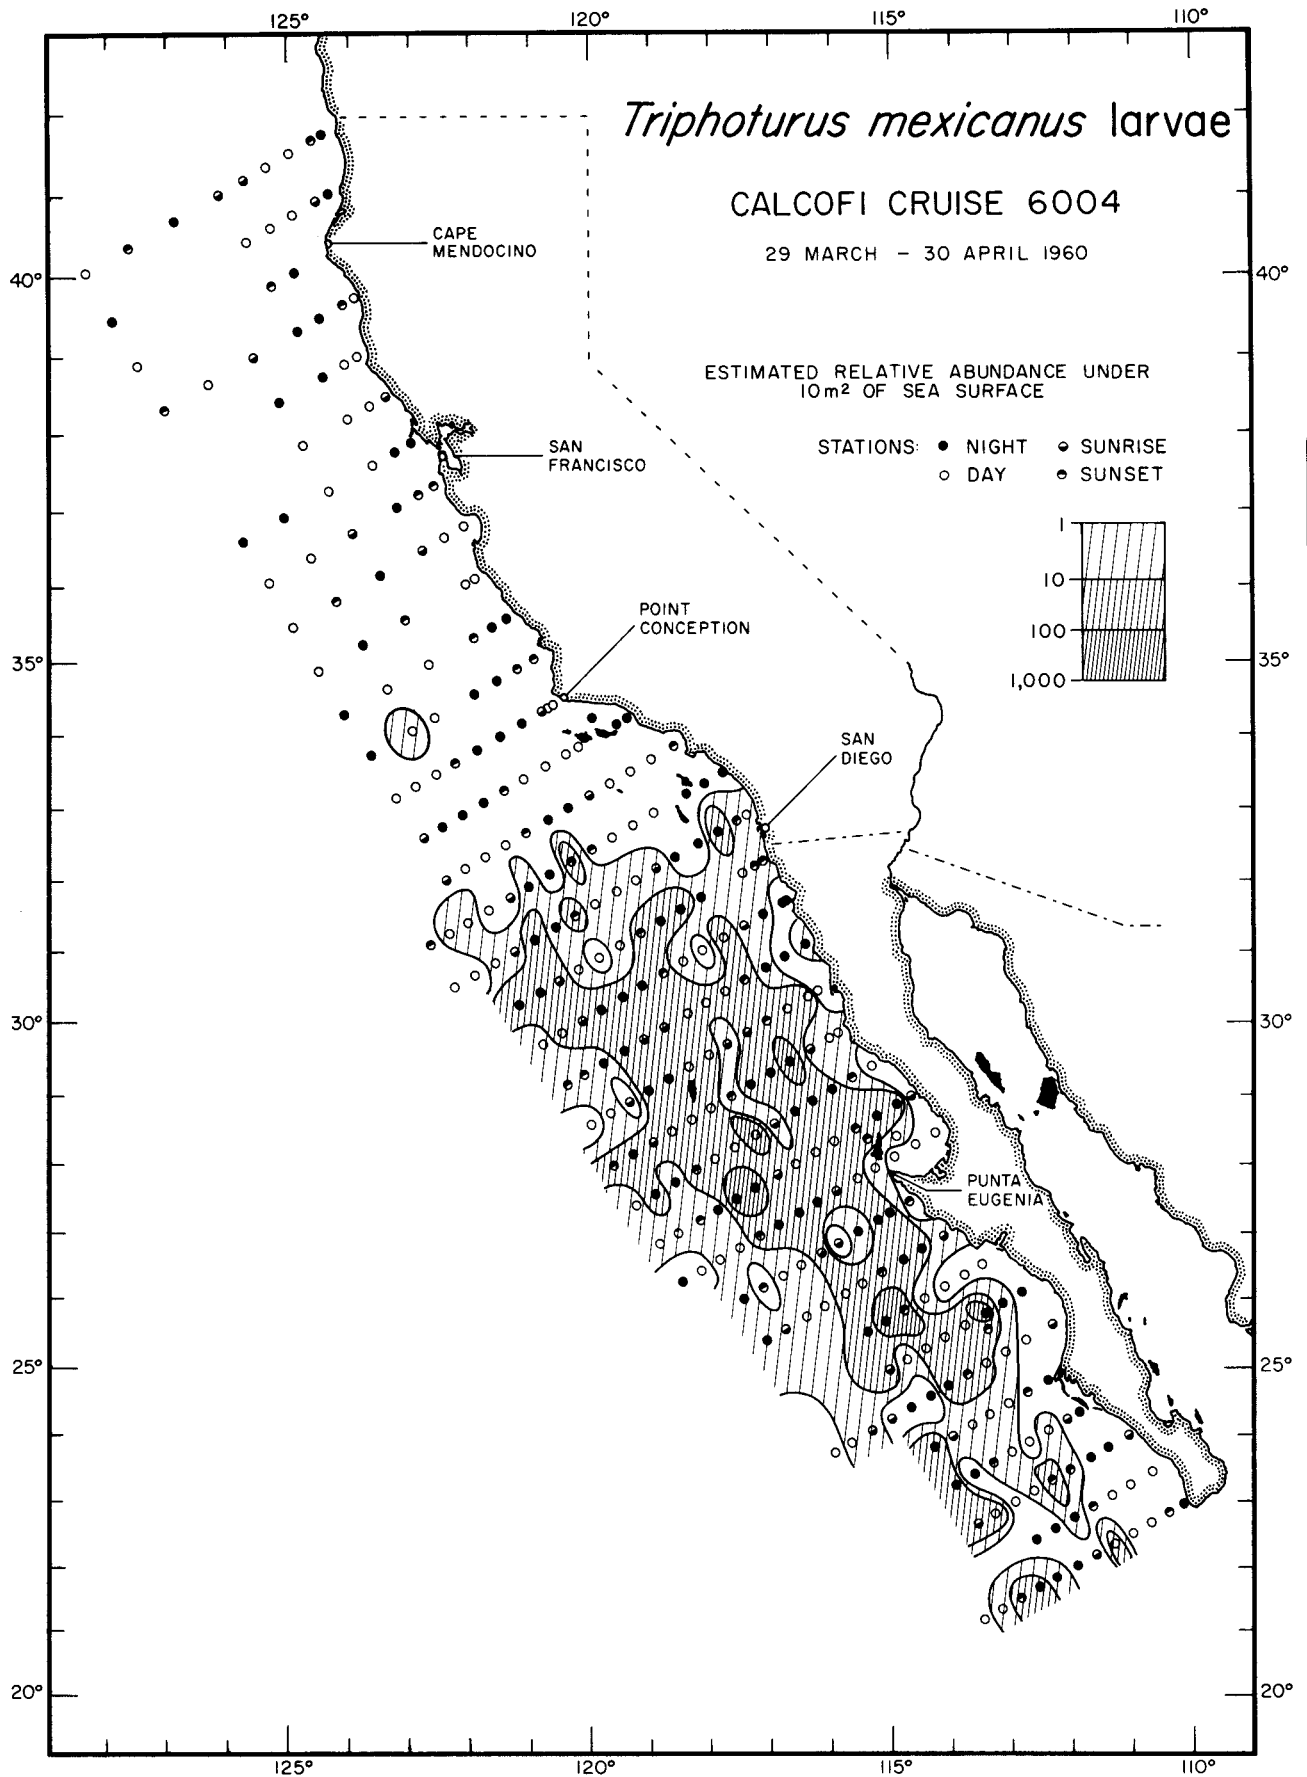 125° 120° 115° 110°
Triphoturus mexicanus larvae
CALCOFI CRUISE 6004
29 MARCH – 30 APRIL 1960
CAPE
MENDOCINO
40° 40°
ESTIMATED RELATIVE ABUNDANCE UNDER
10m² OF SEA SURFACE
STATIONS: ● NIGHT ◒ SUNRISE
○ DAY ◓ SUNSET
SAN
FRANCISCO
1
10
100
1,000
POINT
CONCEPTION
35° 35°
SAN
DIEGO
30° 30°
PUNTA
EUGENIA
25° 25°
20° 20°
125° 120° 115° 110°